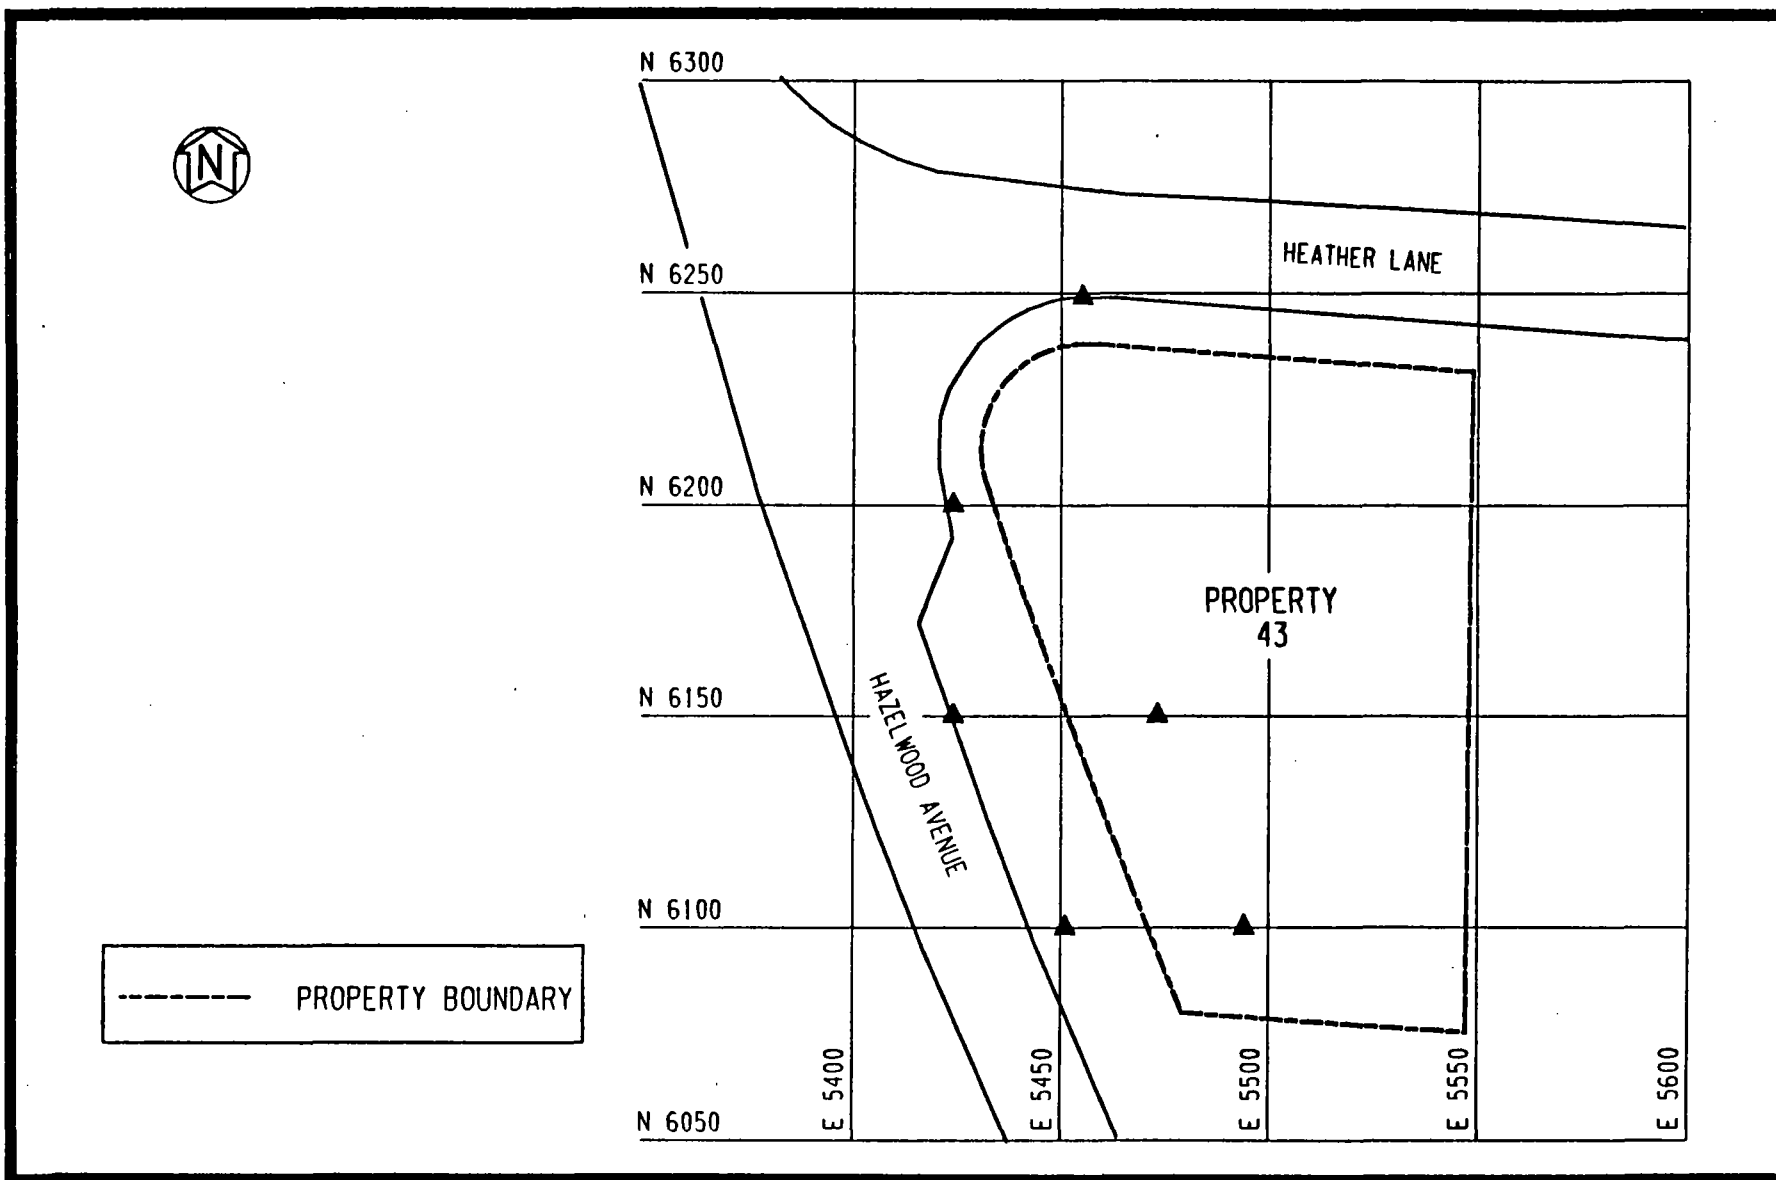 N 6300
N
HEATHER LANE
N 6250
N 6200
PROPERTY
43
N 6150
HAZELWOOD AVENUE
N 6100
PROPERTY BOUNDARY
E 5400
E 5450
E 5500
E 5550
E 5600
N 6050